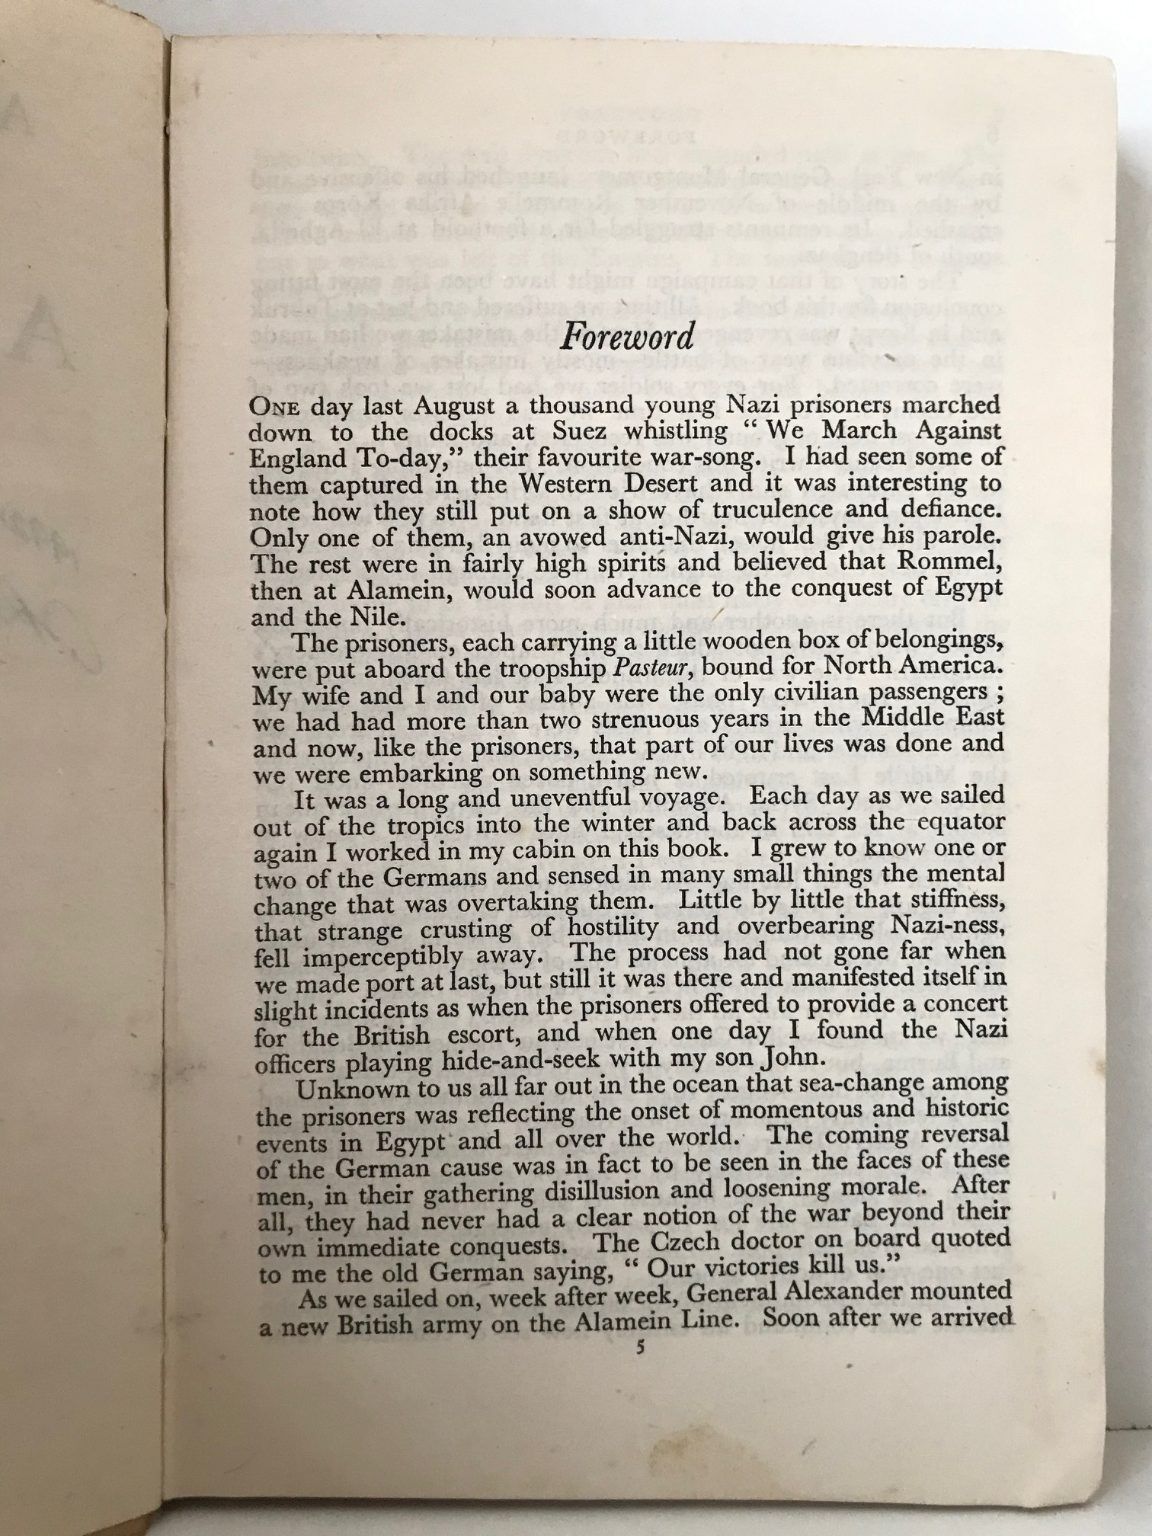 Foreword
ONE day last August a thousand young Nazi prisoners marched
down to the docks at Suez whistling “ We March Against
England To-day,” their favourite war-song. I had seen some of
them captured in the Western Desert and it was interesting to
note how they still put on a show of truculence and defiance.
Only one of them, an avowed anti-Nazi, would give his parole.
The rest were in fairly high spirits and believed that Rommel,
then at Alamein, would soon advance to the conquest of Egypt
and the Nile.
The prisoners, each carrying a little wooden box of belongings,
were put aboard the troopship Pasteur, bound for North America.
My wife and I and our baby were the only civilian passengers ;
we had had more than two strenuous years in the Middle East
and now, like the prisoners, that part of our lives was done and
we were embarking on something new.
It was a long and uneventful voyage. Each day as we sailed
out of the tropics into the winter and back across the equator
again I worked in my cabin on this book. I grew to know one or
two of the Germans and sensed in many small things the mental
change that was overtaking them. Little by little that stiffness,
that strange crusting of hostility and overbearing Nazi-ness,
fell imperceptibly away. The process had not gone far when
we made port at last, but still it was there and manifested itself in
slight incidents as when the prisoners offered to provide a concert
for the British escort, and when one day I found the Nazi
officers playing hide-and-seek with my son John.
Unknown to us all far out in the ocean that sea-change among
the prisoners was reflecting the onset of momentous and historic
events in Egypt and all over the world. The coming reversal
of the German cause was in fact to be seen in the faces of these
men, in their gathering disillusion and loosening morale. After
all, they had never had a clear notion of the war beyond their
own immediate conquests. The Czech doctor on board quoted
to me the old German saying, “ Our victories kill us.”
As we sailed on, week after week, General Alexander mounted
a new British army on the Alamein Line. Soon after we arrived
5